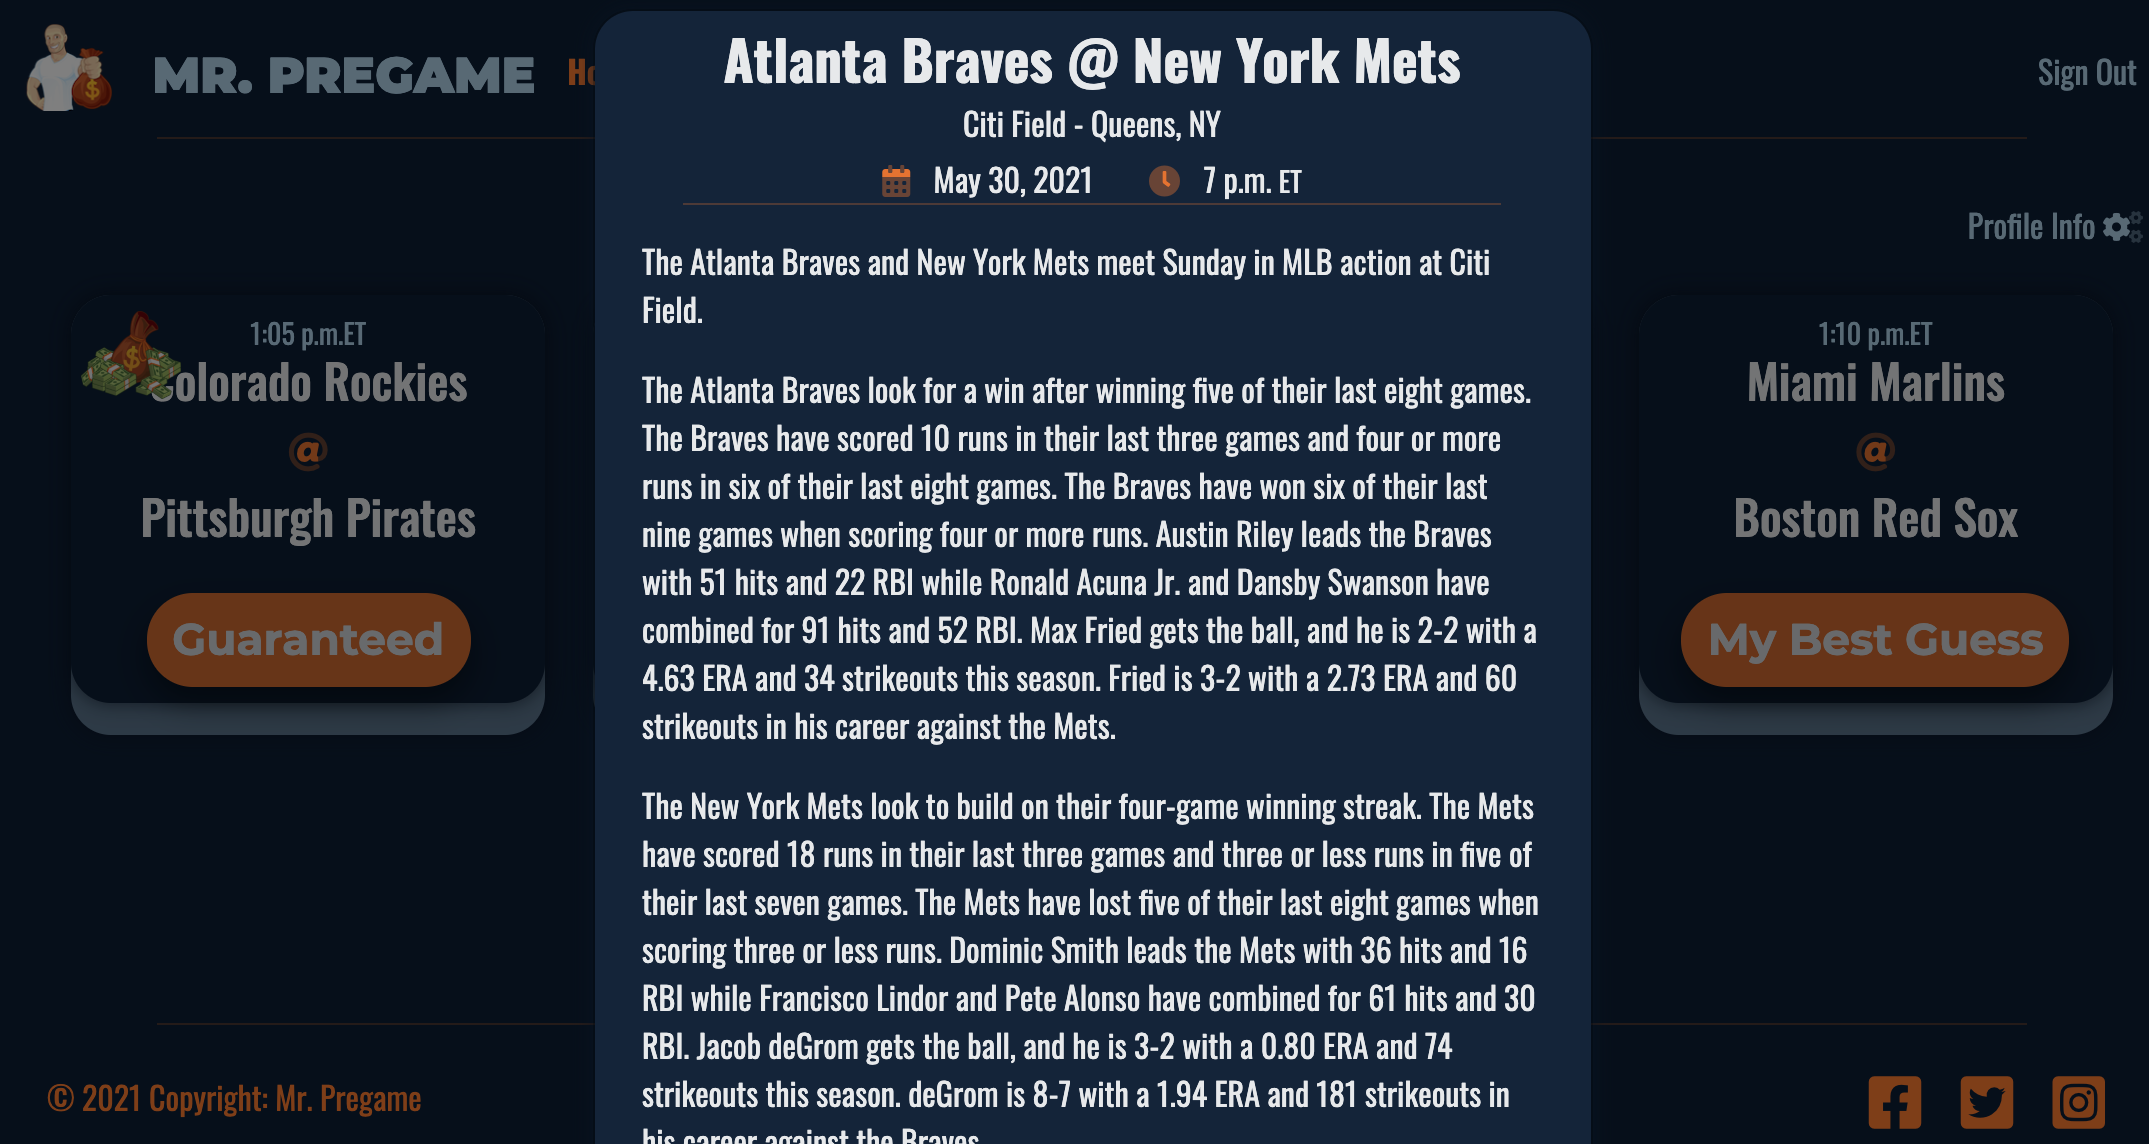 MR. PREGAME
Sign Out
Profile Info
1:05 p.m.ET
Colorado Rockies
@
Pittsburgh Pirates
Guaranteed
Atlanta Braves @ New York Mets
Citi Field - Queens, NY
May 30, 2021 7 p.m. ET
The Atlanta Braves and New York Mets meet Sunday in MLB action at Citi
Field.
The Atlanta Braves look for a win after winning five of their last eight games.
The Braves have scored 10 runs in their last three games and four or more
runs in six of their last eight games. The Braves have won six of their last
nine games when scoring four or more runs. Austin Riley leads the Braves
with 51 hits and 22 RBI while Ronald Acuna Jr. and Dansby Swanson have
combined for 91 hits and 52 RBI. Max Fried gets the ball, and he is 2-2 with a
4.63 ERA and 34 strikeouts this season. Fried is 3-2 with a 2.73 ERA and 60
strikeouts in his career against the Mets.
The New York Mets look to build on their four-game winning streak. The Mets
have scored 18 runs in their last three games and three or less runs in five of
their last seven games. The Mets have lost five of their last eight games when
scoring three or less runs. Dominic Smith leads the Mets with 36 hits and 16
RBI while Francisco Lindor and Pete Alonso have combined for 61 hits and 30
RBI. Jacob deGrom gets the ball, and he is 3-2 with a 0.80 ERA and 74
strikeouts this season. deGrom is 8-7 with a 1.94 ERA and 181 strikeouts in
his career against the Braves.
1:10 p.m.ET
Miami Marlins
@
Boston Red Sox
My Best Guess
© 2021 Copyright: Mr. Pregame